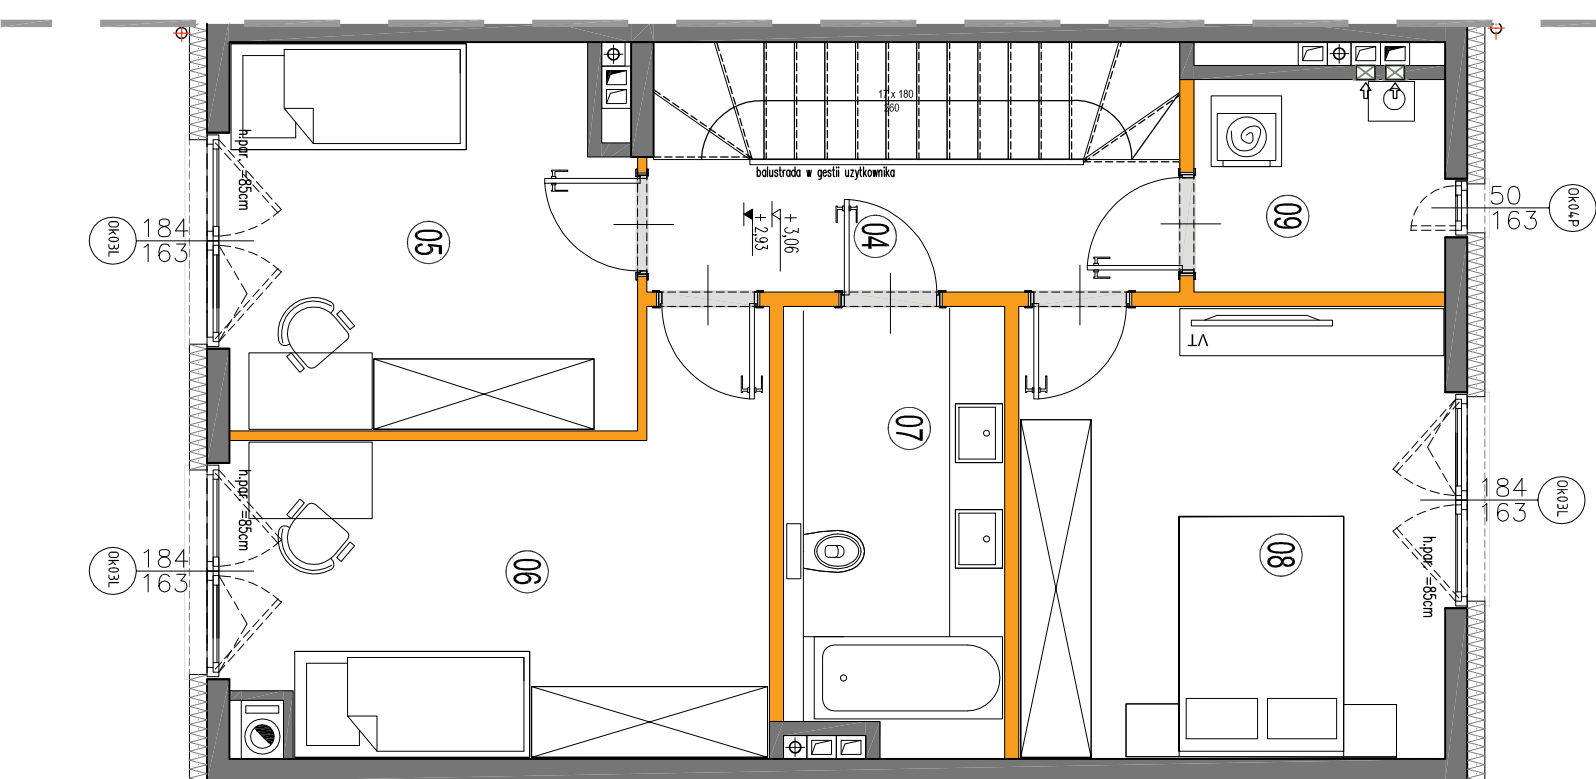 17 x 180
260
balustrada w gestii uzytkownika
h.par. =85cm
Ok03L
184
163
05
+ 3,06
+ 2,93
04
09
50
163
Ok04P
VT
07
h.par. =85cm
Ok03L
184
163
06
08
184
163
Ok03L
h.par. =85cm